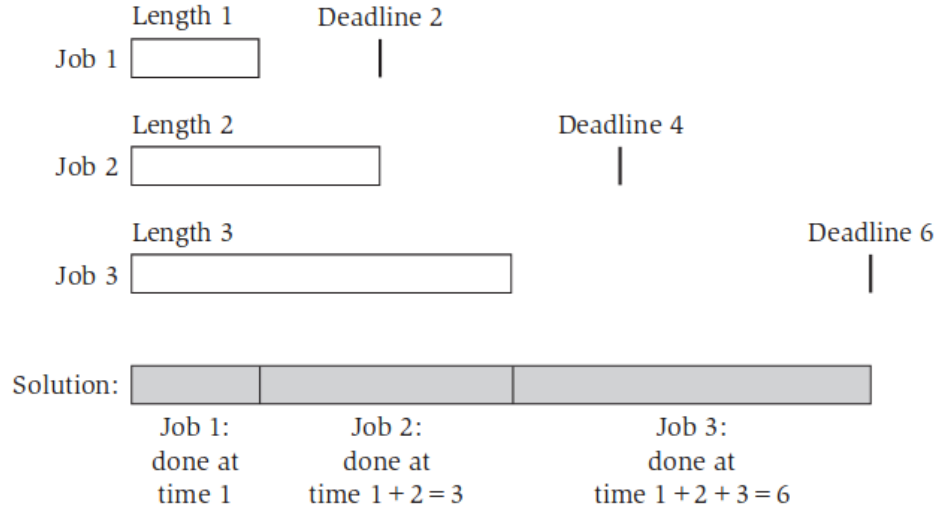 Length 1
Deadline 2
Job 1
Length 2
Deadline 4
Job 2
Length 3
Deadline 6
Job 3
Solution:
Job 1:
done at
time 1
Job 2:
done at
time 1 + 2 = 3
Job 3:
done at
time 1 + 2 + 3 = 6